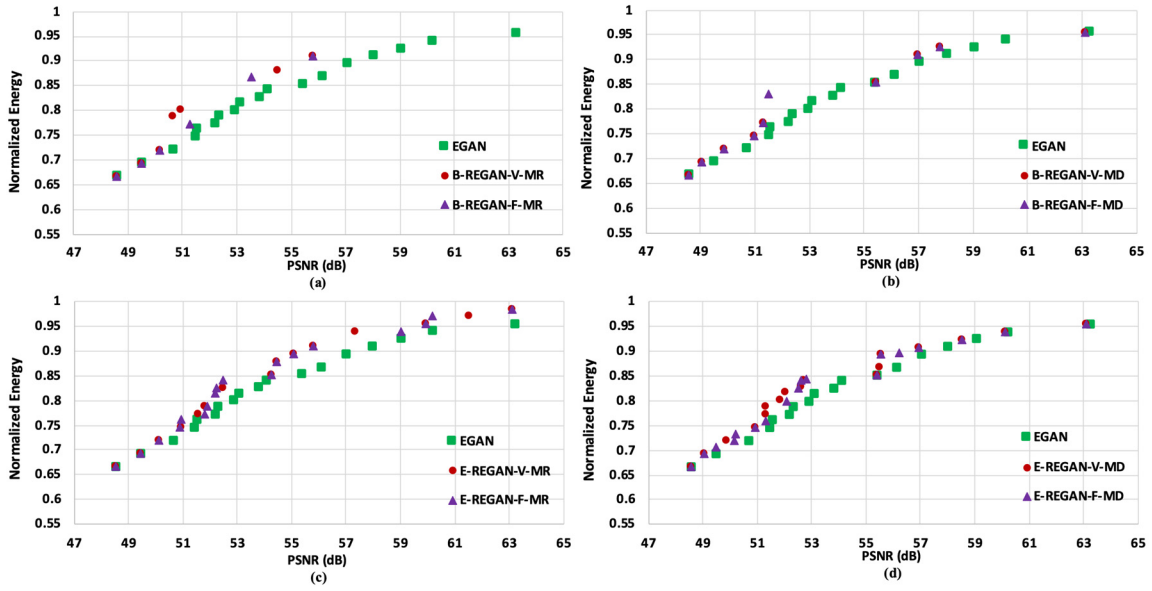 1
0.95
0.9
0.85
0.8
0.75
0.7
0.65
0.6
0.55
Normalized Energy
EGAN
B-REGAN-V-MR
B-REGAN-F-MR
47 49 51 53 55 57 59 61 63 65
PSNR (dB)
(a)
1
0.95
0.9
0.85
0.8
0.75
0.7
0.65
0.6
0.55
Normalized Energy
EGAN
B-REGAN-V-MD
B-REGAN-F-MD
47 49 51 53 55 57 59 61 63 65
PSNR (dB)
(b)
1
0.95
0.9
0.85
0.8
0.75
0.7
0.65
0.6
0.55
Normalized Energy
EGAN
E-REGAN-V-MR
E-REGAN-F-MR
47 49 51 53 55 57 59 61 63 65
PSNR (dB)
(c)
1
0.95
0.9
0.85
0.8
0.75
0.7
0.65
0.6
0.55
Normalized Energy
EGAN
E-REGAN-V-MD
E-REGAN-F-MD
47 49 51 53 55 57 59 61 63 65
PSNR (dB)
(d)